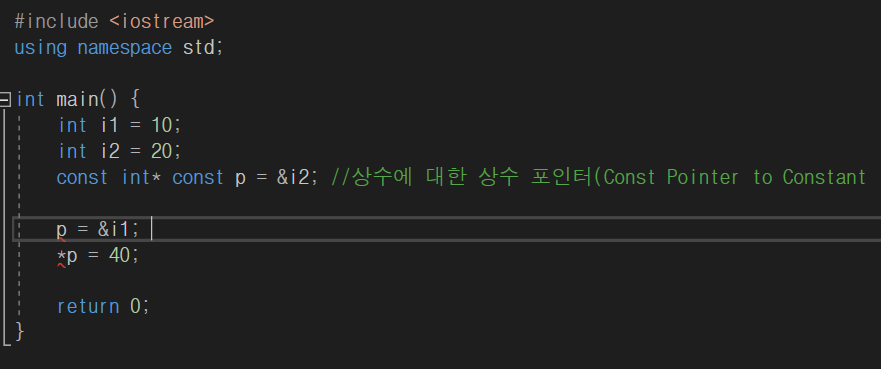 #include <iostream>
using namespace std;
int main() {
int i1 = 10;
int i2 = 20;
const int* const p = &i2; //상수에 대한 상수 포인터(Const Pointer to Constant
p = &i1;
*p = 40;
return 0;
}